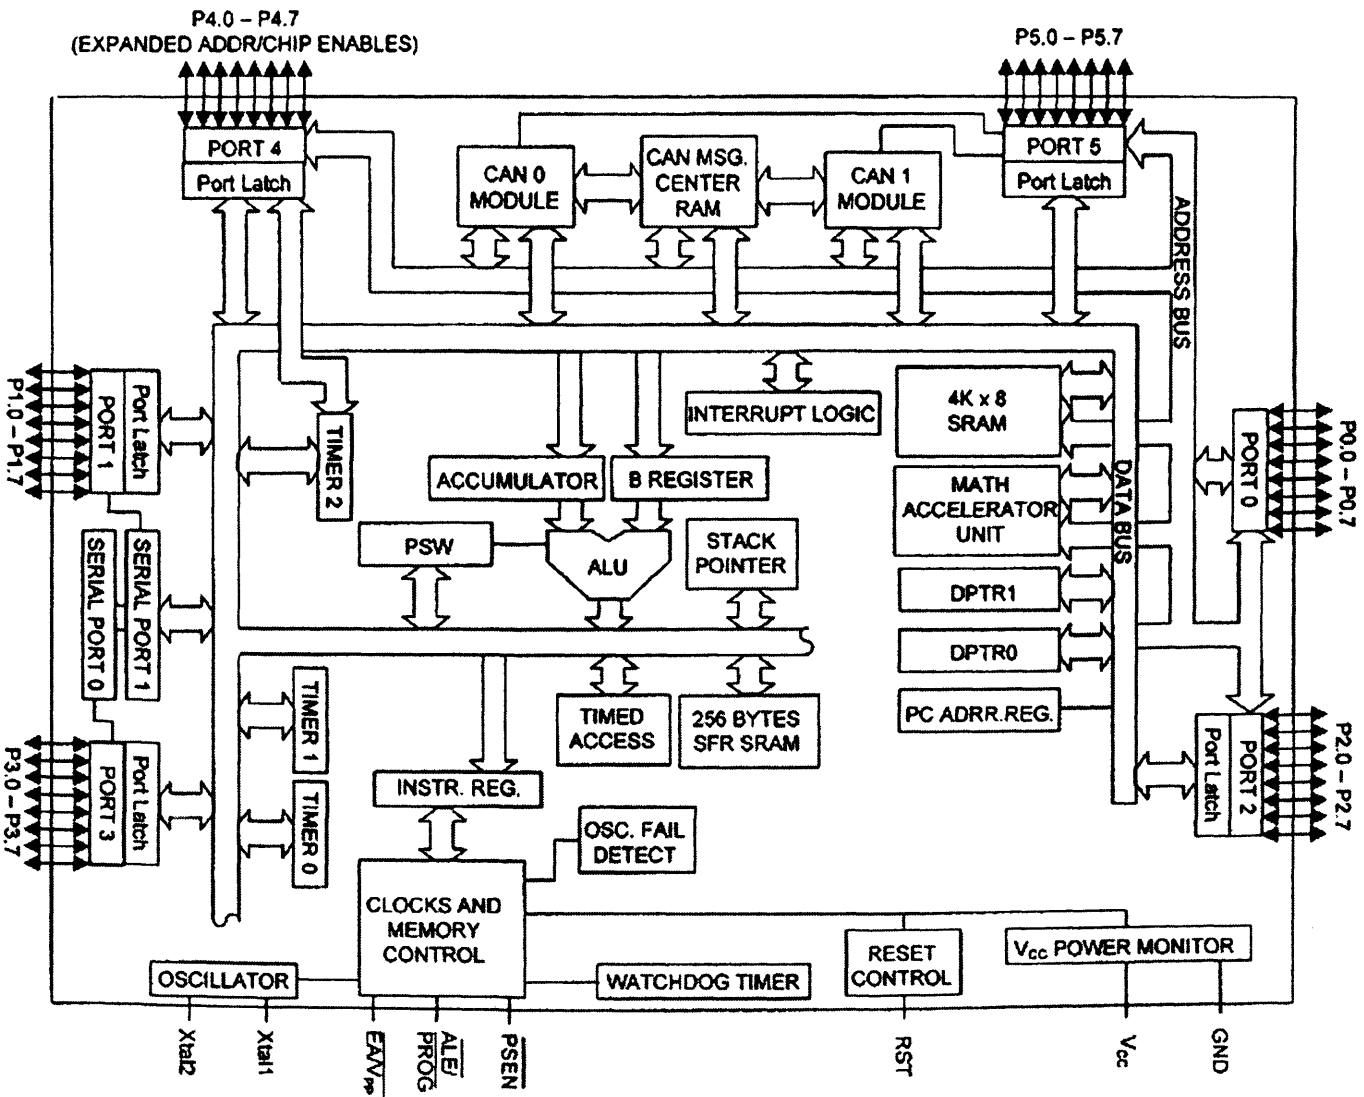 P4.0 – P4.7
(EXPANDED ADDR/CHIP ENABLES)
P5.0 – P5.7
PORT 4
Port Latch
CAN 0
MODULE
CAN MSG.
CENTER
RAM
CAN 1
MODULE
PORT 5
Port Latch
ADDRESS BUS
P1.0 – P1.7
PORT 1
Port Latch
TIMER 2
INTERRUPT LOGIC
4K x 8
SRAM
PORT 0
P0.0 – P0.7
ACCUMULATOR
B REGISTER
MATH
ACCELERATOR
UNIT
DATA BUS
PSW
ALU
STACK
POINTER
SERIAL PORT 0
SERIAL PORT 1
DPTR1
DPTR0
PC ADRR.REG.
TIMER 1
TIMED
ACCESS
256 BYTES
SFR SRAM
P3.0 – P3.7
PORT 3
Port Latch
TIMER 0
INSTR. REG.
Port Latch
PORT 2
P2.0 – P2.7
OSC. FAIL
DETECT
CLOCKS AND
MEMORY
CONTROL
RESET
CONTROL
Vcc POWER MONITOR
OSCILLATOR
WATCHDOG TIMER
Xtal2
Xtal1
EA/Vpp
ALE/
PROG
PSEN
RST
Vcc
GND